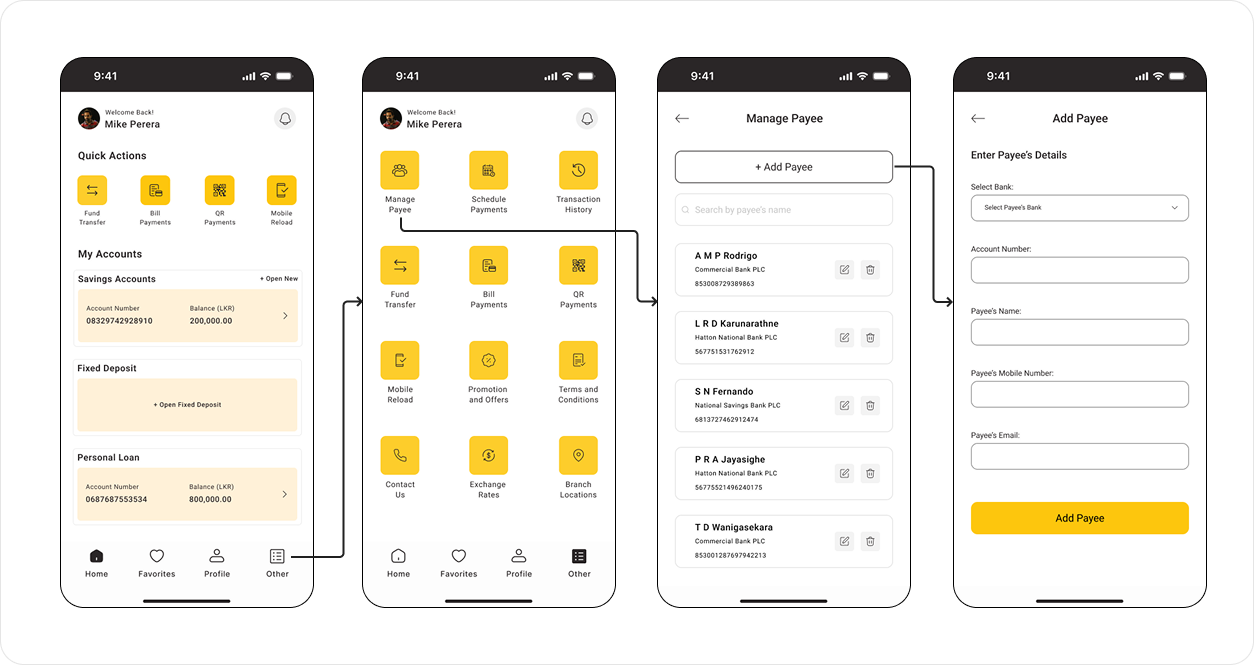 9:41
Welcome Back!
Mike Perera
Quick Actions
Fund
Transfer
Bill
Payments
QR
Payments
Mobile
Reload
My Accounts
Savings Accounts
+ Open New
Account Number
Balance (LKR)
08329742928910
200,000.00
Fixed Deposit
+ Open Fixed Deposit
Personal Loan
Account Number
Balance (LKR)
0687687553534
800,000.00
Home
Favorites
Profile
Other
9:41
Welcome Back!
Mike Perera
Manage
Payee
Schedule
Payments
Transaction
History
Fund
Transfer
Bill
Payments
QR
Payments
Mobile
Reload
Promotion
and Offers
Terms and
Conditions
Contact
Us
Exchange
Rates
Branch
Locations
Home
Favorites
Profile
Other
9:41
Manage Payee
+ Add Payee
Search by payee's name
A M P Rodrigo
Commercial Bank PLC
853008729389863
L R D Karunarathne
Hatton National Bank PLC
567751531762912
S N Fernando
National Savings Bank PLC
6813727462912474
P R A Jayasighe
Hatton National Bank PLC
56775521496240175
T D Wanigasekara
Commercial Bank PLC
853001287697942213
9:41
Add Payee
Enter Payee's Details
Select Bank:
Select Payee's Bank
Account Number:
Payee's Name:
Payee's Mobile Number:
Payee's Email:
Add Payee